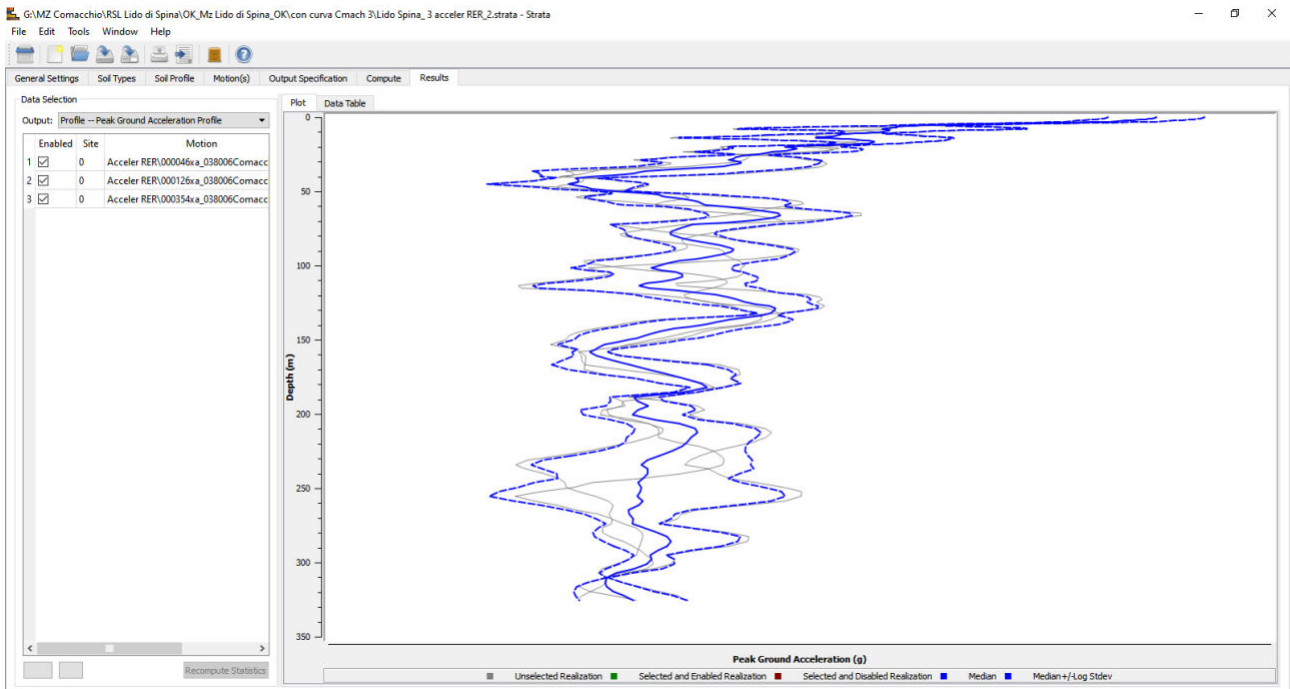 G:\MZ Comacchio\RSL Lido di Spina\OK_Mz Lido di Spina_OK\con curva Cmach 3\Lido Spina_ 3 acceler RER_2.strata - Strata
File Edit Tools Window Help
General Settings Soil Types Soil Profile Motion(s) Output Specification Compute Results
Data Selection
Output: Profile -- Peak Ground Acceleration Profile
Enabled Site Motion
1 0 Acceler RER\000046xa_038006Comacc
2 0 Acceler RER\000126xa_038006Comacc
3 0 Acceler RER\000354xa_038006Comacc
Recompute Statistics
Plot Data Table
0
50
100
150
200
250
300
350
Depth (m)
Peak Ground Acceleration (g)
Unselected Realization Selected and Enabled Realization Selected and Disabled Realization Median Median+/-Log Stdev